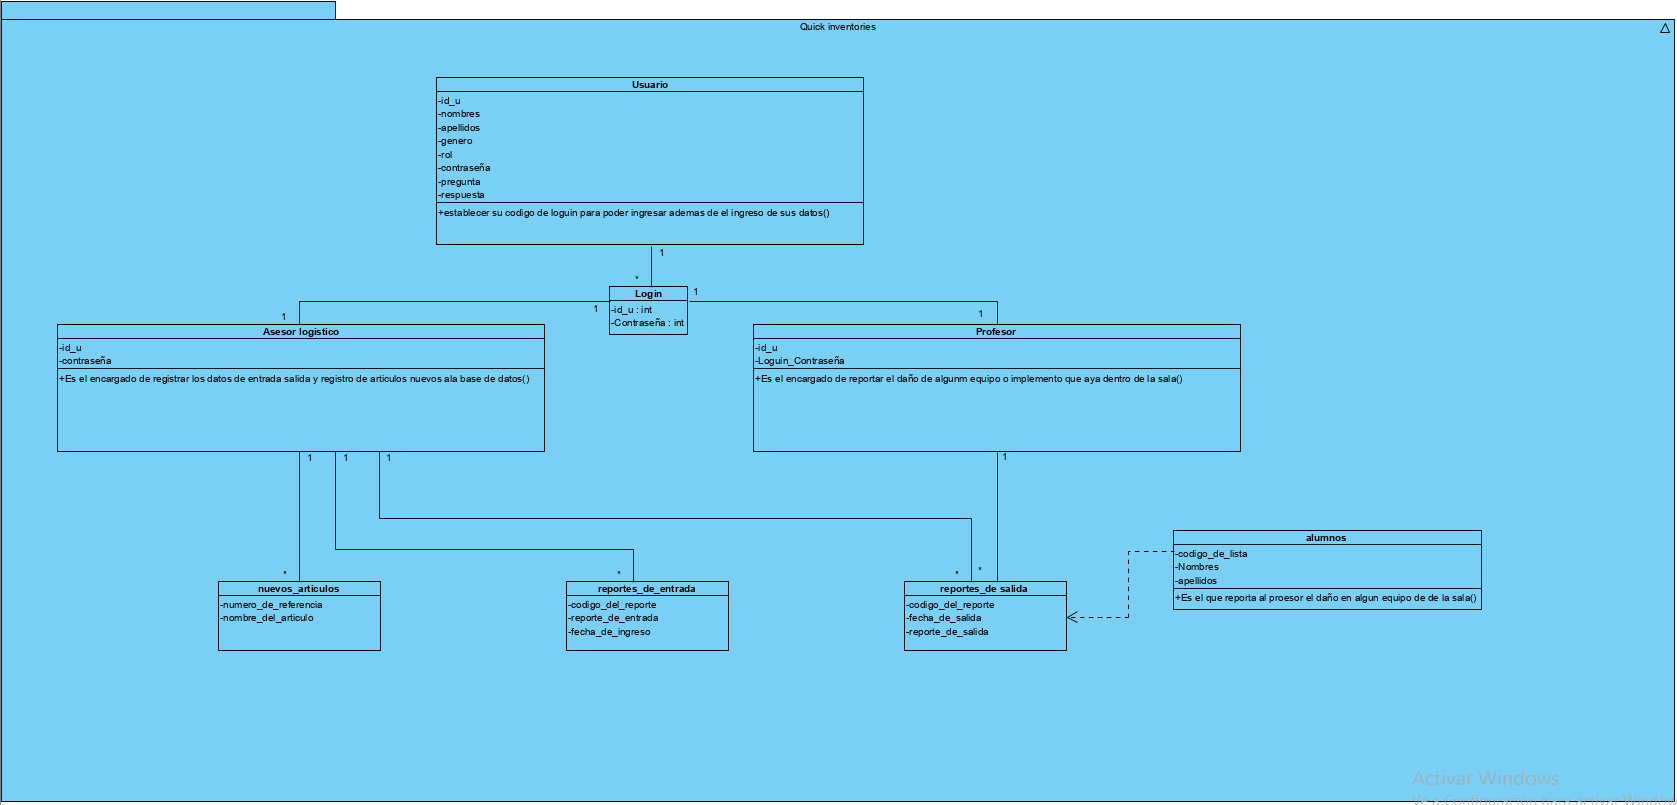 Quick inventories
Usuario
-id_u
-nombres
-apellidos
-genero
-rol
-contraseña
-pregunta
-respuesta
+establecer su codigo de loguin para poder ingresar ademas de el ingreso de sus datos()
1
*
Login
-id_u : int
-Contraseña : int
1
1
1
1
Asesor logistico
-id_u
-contraseña
+Es el encargado de registrar los datos de entrada salida y registro de articulos nuevos ala base de datos()
Profesor
-id_u
-Loguin_Contraseña
+Es el encargado de reportar el daño de algunm equipo o implemento que aya dentro de la sala()
1
1
1
1
*
*
*
*
nuevos_articulos
-numero_de_referencia
-nombre_del_articulo
reportes_de_entrada
-codigo_del_reporte
-reporte_de_entrada
-fecha_de_ingreso
reportes_de salida
-codigo_del_reporte
-fecha_de_salida
-reporte_de_salida
alumnos
-codigo_de_lista
-Nombres
-apellidos
+Es el que reporta al proesor el daño en algun equipo de de la sala()
Activar Windows
Ve a Configuración para activar Windows